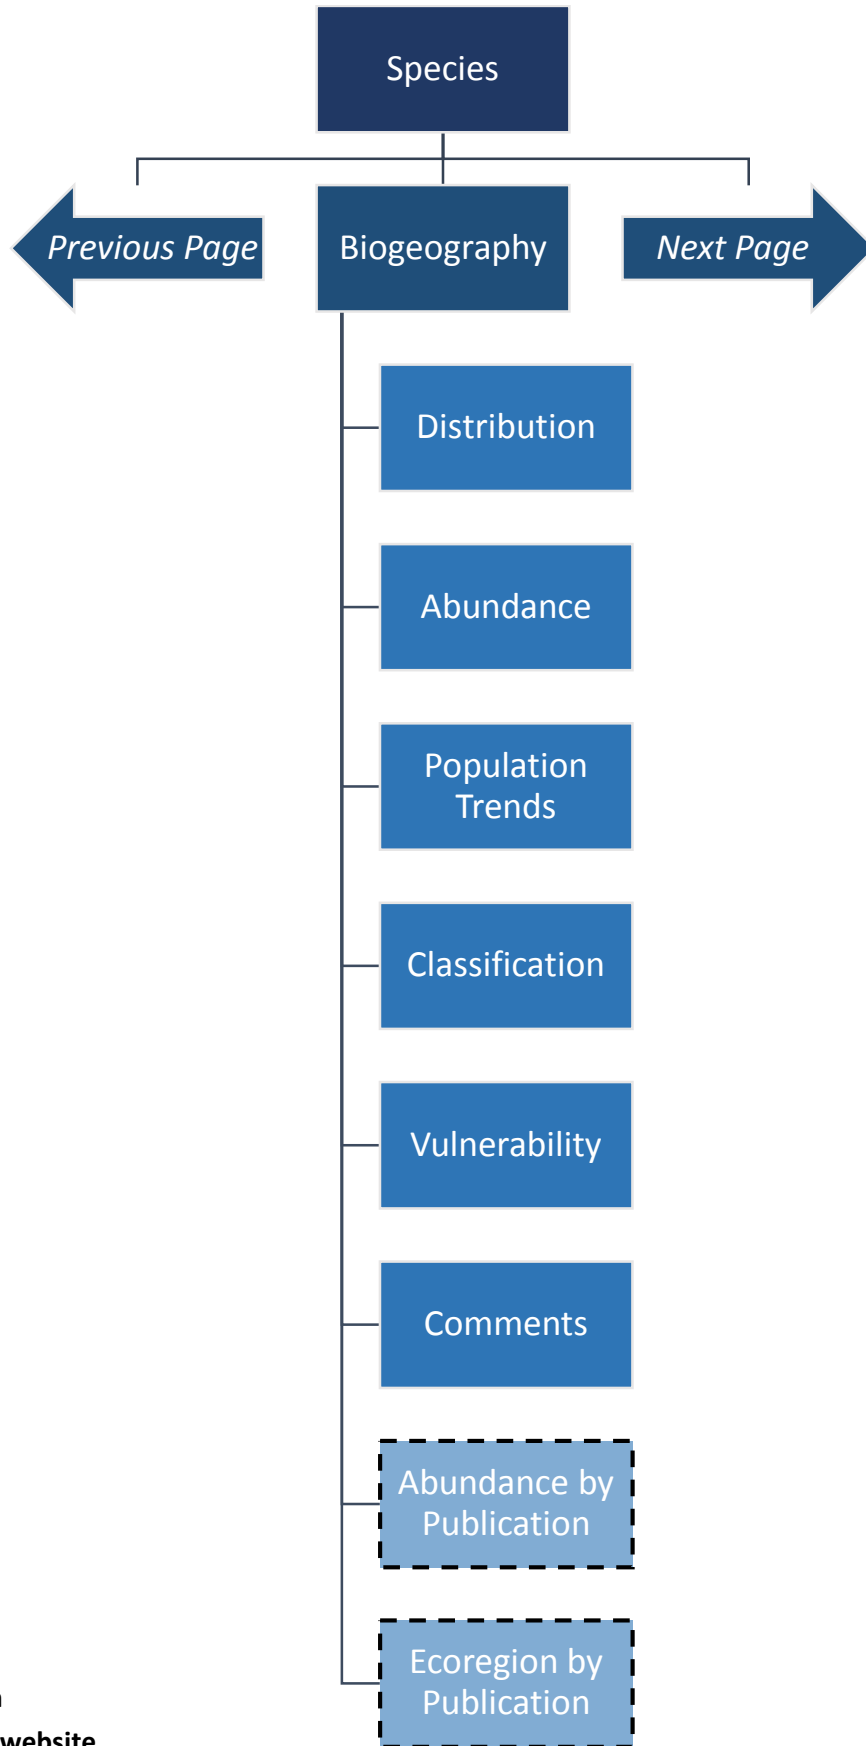 Species
Previous Page
Biogeography
Next Page
Distribution
Abundance
Population
Trends
Classification
Vulnerability
Comments
Abundance by
Publication
Ecoregion by
Publication
website